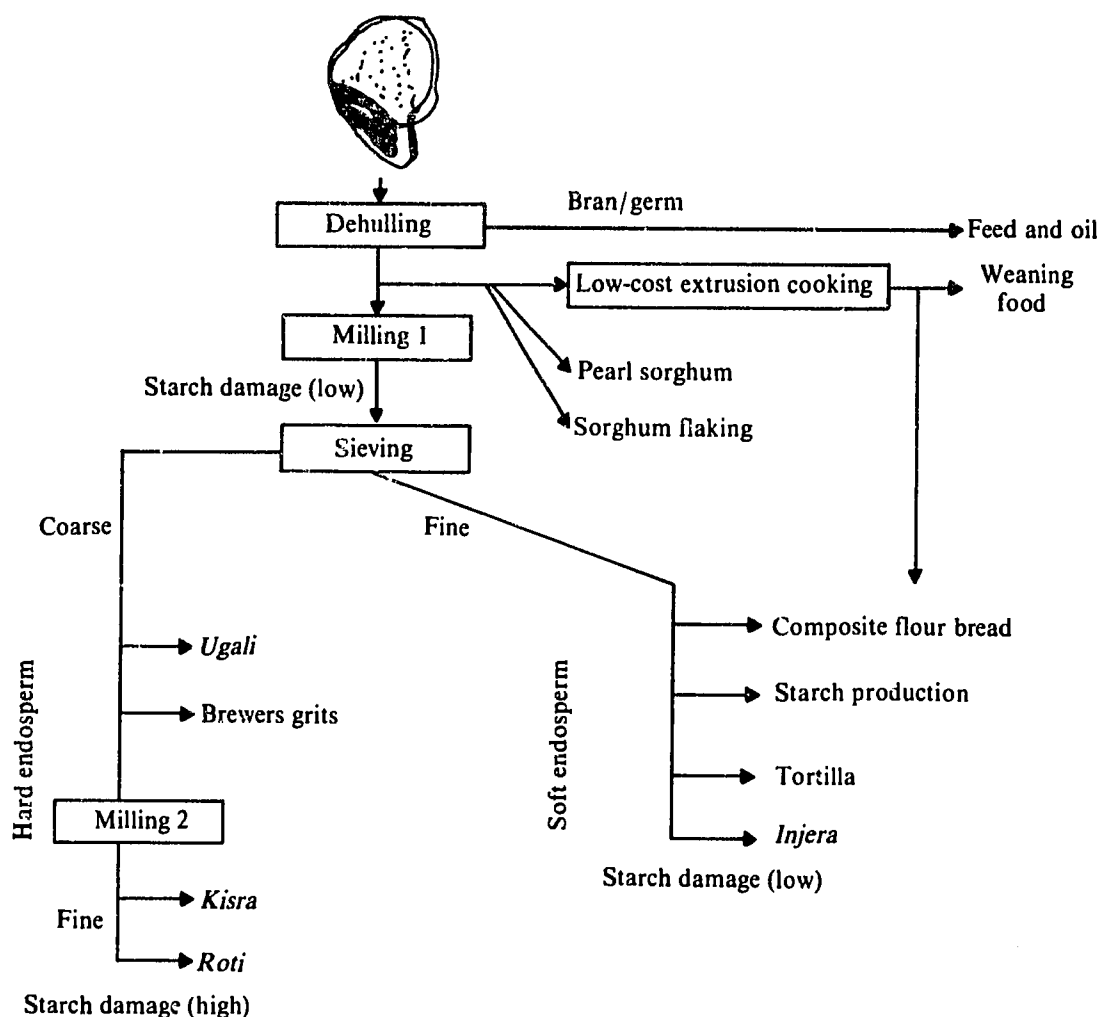 Dehulling
Bran/germ
Feed and oil
Low-cost extrusion cooking
Weaning
food
Milling 1
Pearl sorghum
Starch damage (low)
Sorghum flaking
Sieving
Coarse
Fine
Hard endosperm
Ugali
Brewers grits
Milling 2
Fine
Kisra
Roti
Starch damage (high)
Soft endosperm
Composite flour bread
Starch production
Tortilla
Injera
Starch damage (low)